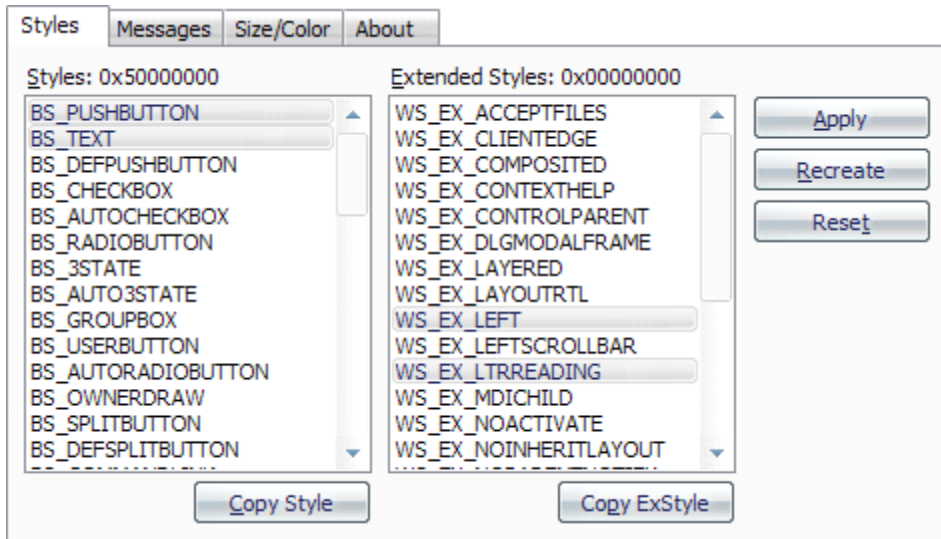 Styles Messages Size/Color About
Styles: 0x50000000
BS_PUSHBUTTON
BS_TEXT
BS_DEFPUSHBUTTON
BS_CHECKBOX
BS_AUTOCHECKBOX
BS_RADIOBUTTON
BS_3STATE
BS_AUTO3STATE
BS_GROUPBOX
BS_USERBUTTON
BS_AUTORADIOBUTTON
BS_OWNERDRAW
BS_SPLITBUTTON
BS_DEFSPLITBUTTON
Copy Style
Extended Styles: 0x00000000
WS_EX_ACCEPTFILES
WS_EX_CLIENTEDGE
WS_EX_COMPOSITED
WS_EX_CONTEXTHELP
WS_EX_CONTROLPARENT
WS_EX_DLGMODALFRAME
WS_EX_LAYERED
WS_EX_LAYOUTRTL
WS_EX_LEFT
WS_EX_LEFTSCROLLBAR
WS_EX_LTRREADING
WS_EX_MDICHILD
WS_EX_NOACTIVATE
WS_EX_NOINHERITLAYOUT
Copy ExStyle
Apply
Recreate
Reset